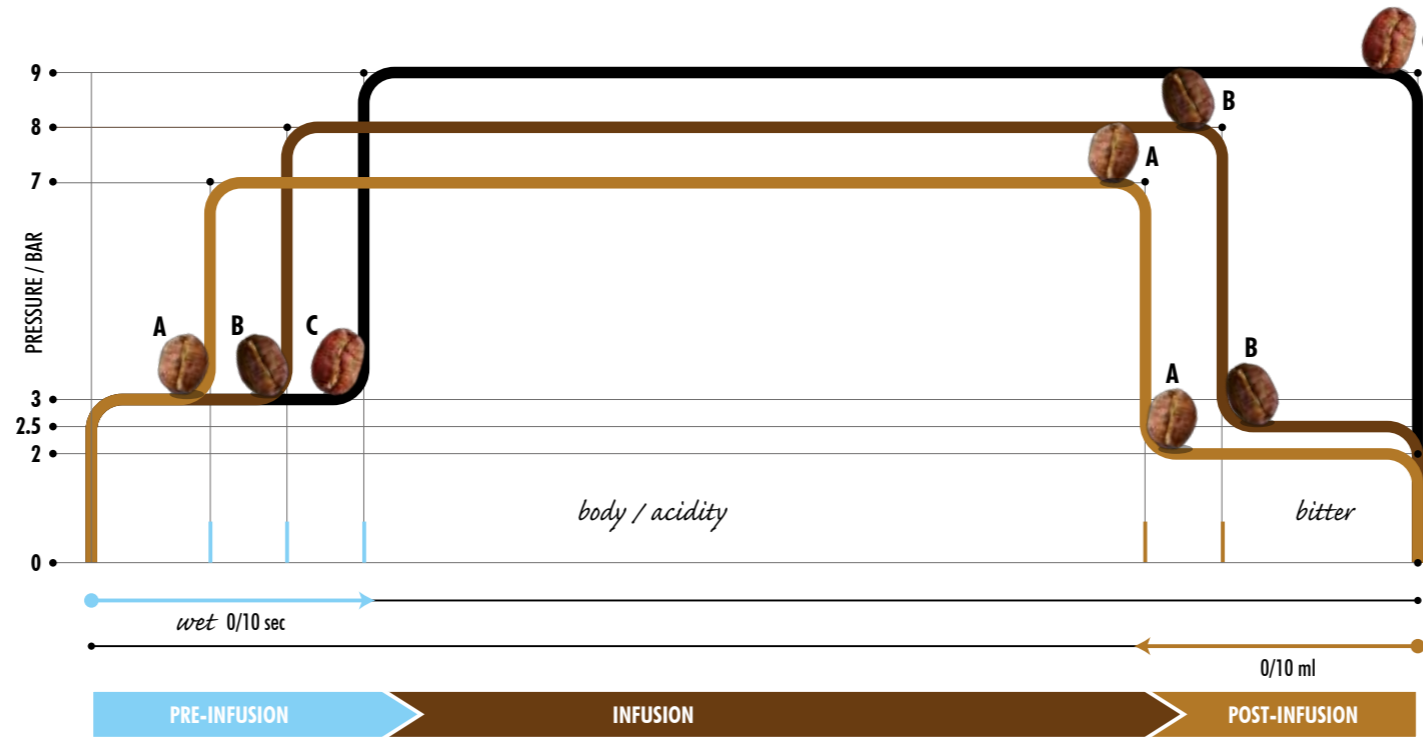 9
8
7
PRESSURE / BAR
3
2.5
2
0
A
B
C
A
B
A
B
body / acidity
bitter
wet 0/10 sec
0/10 ml
PRE-INFUSION
INFUSION
POST-INFUSION